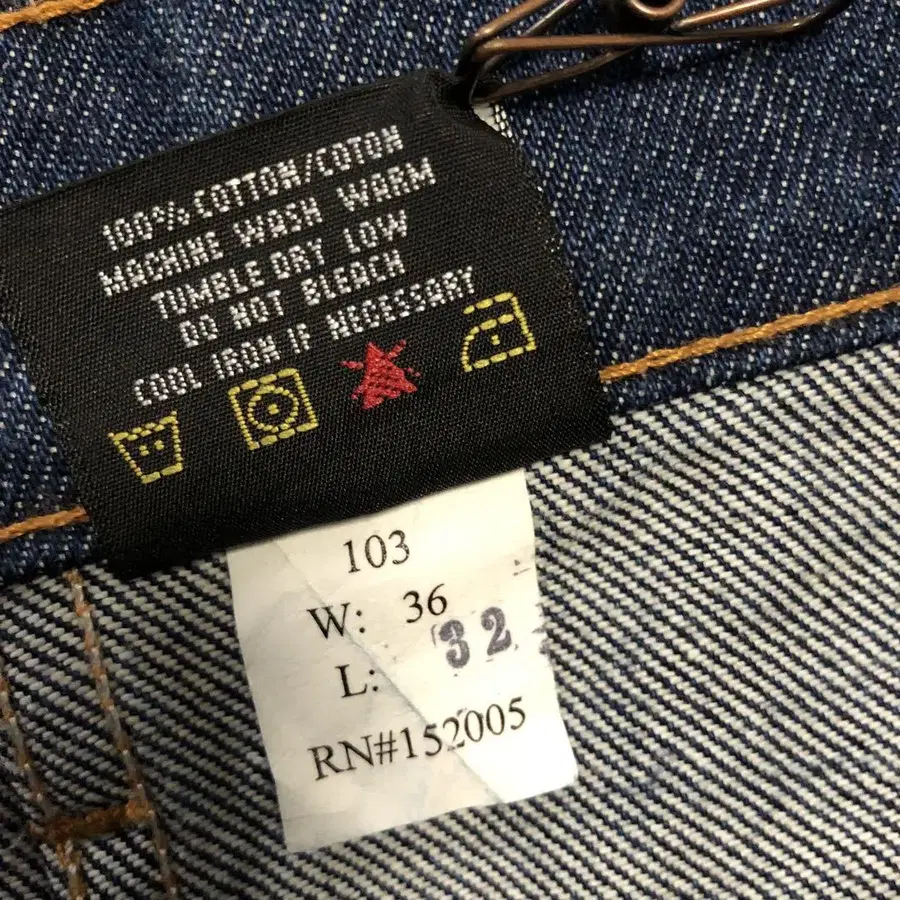 100% COTTON/COTON
MACHINE WASH WARM
TUMBLE DRY LOW
DO NOT BLEACH
COOL IRON IF NECESSARY
103
W: 36
L: 32
RN#152005